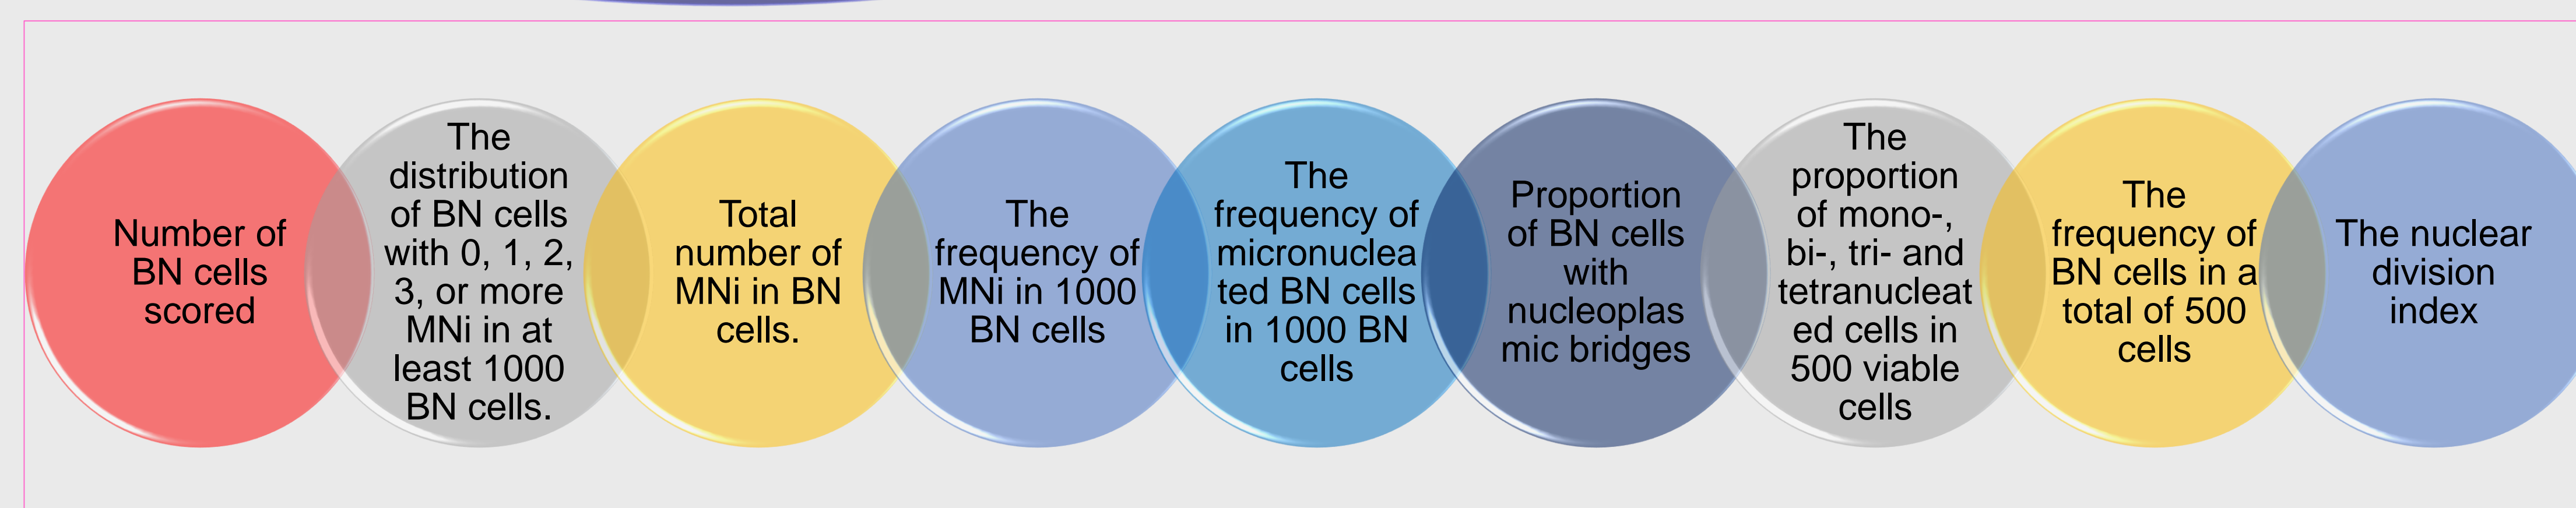 Number of
BN cells
scored
The
distribution
of BN cells
with 0, 1, 2,
3, or more
MNi in at
least 1000
BN cells.
Total
number of
MNi in BN
cells.
The
frequency of
MNi in 1000
BN cells
The
frequency of
micronuclea
ted BN cells
in 1000 BN
cells
Proportion
of BN cells
with
nucleoplas
mic bridges
The
proportion
of mono-,
bi-, tri- and
tetranucleat
ed cells in
500 viable
cells
The
frequency of
BN cells in a
total of 500
cells
The nuclear
division
index